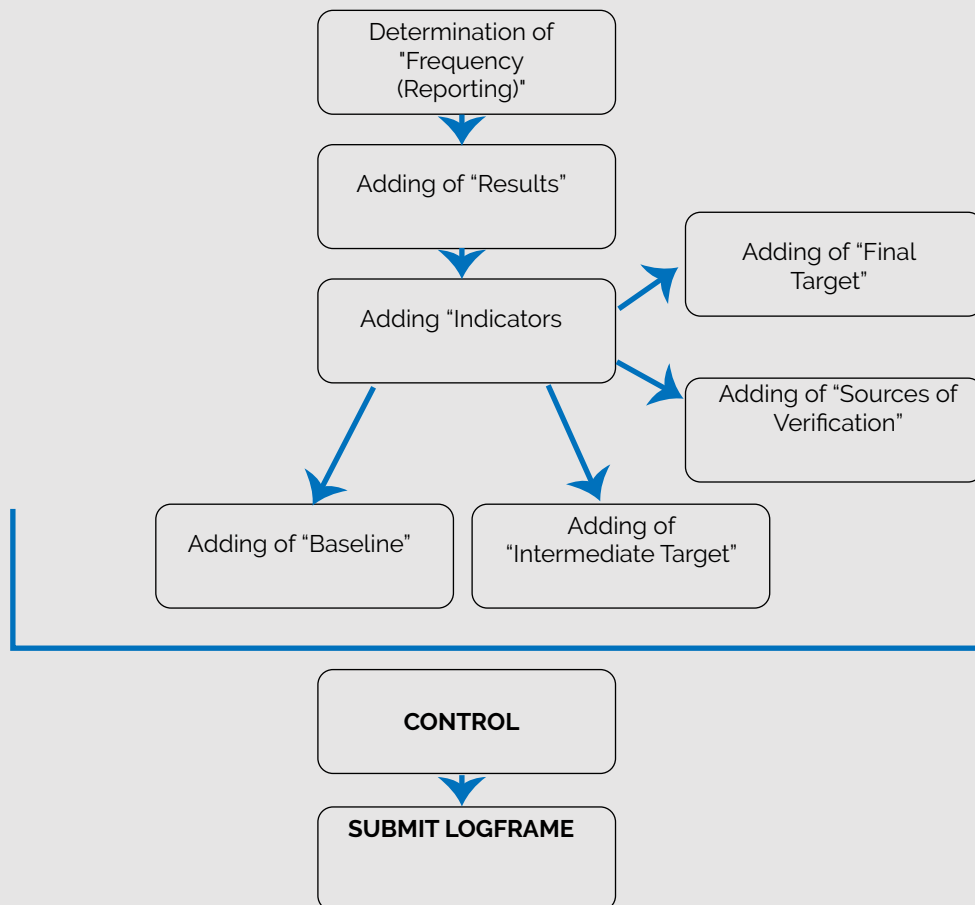 Determination of
"Frequency
(Reporting)"
Adding of “Results”
Adding “Indicators
Adding of “Final
Target”
Adding of “Sources of
Verification”
Adding of “Baseline”
Adding of
“Intermediate Target”
CONTROL
SUBMIT LOGFRAME